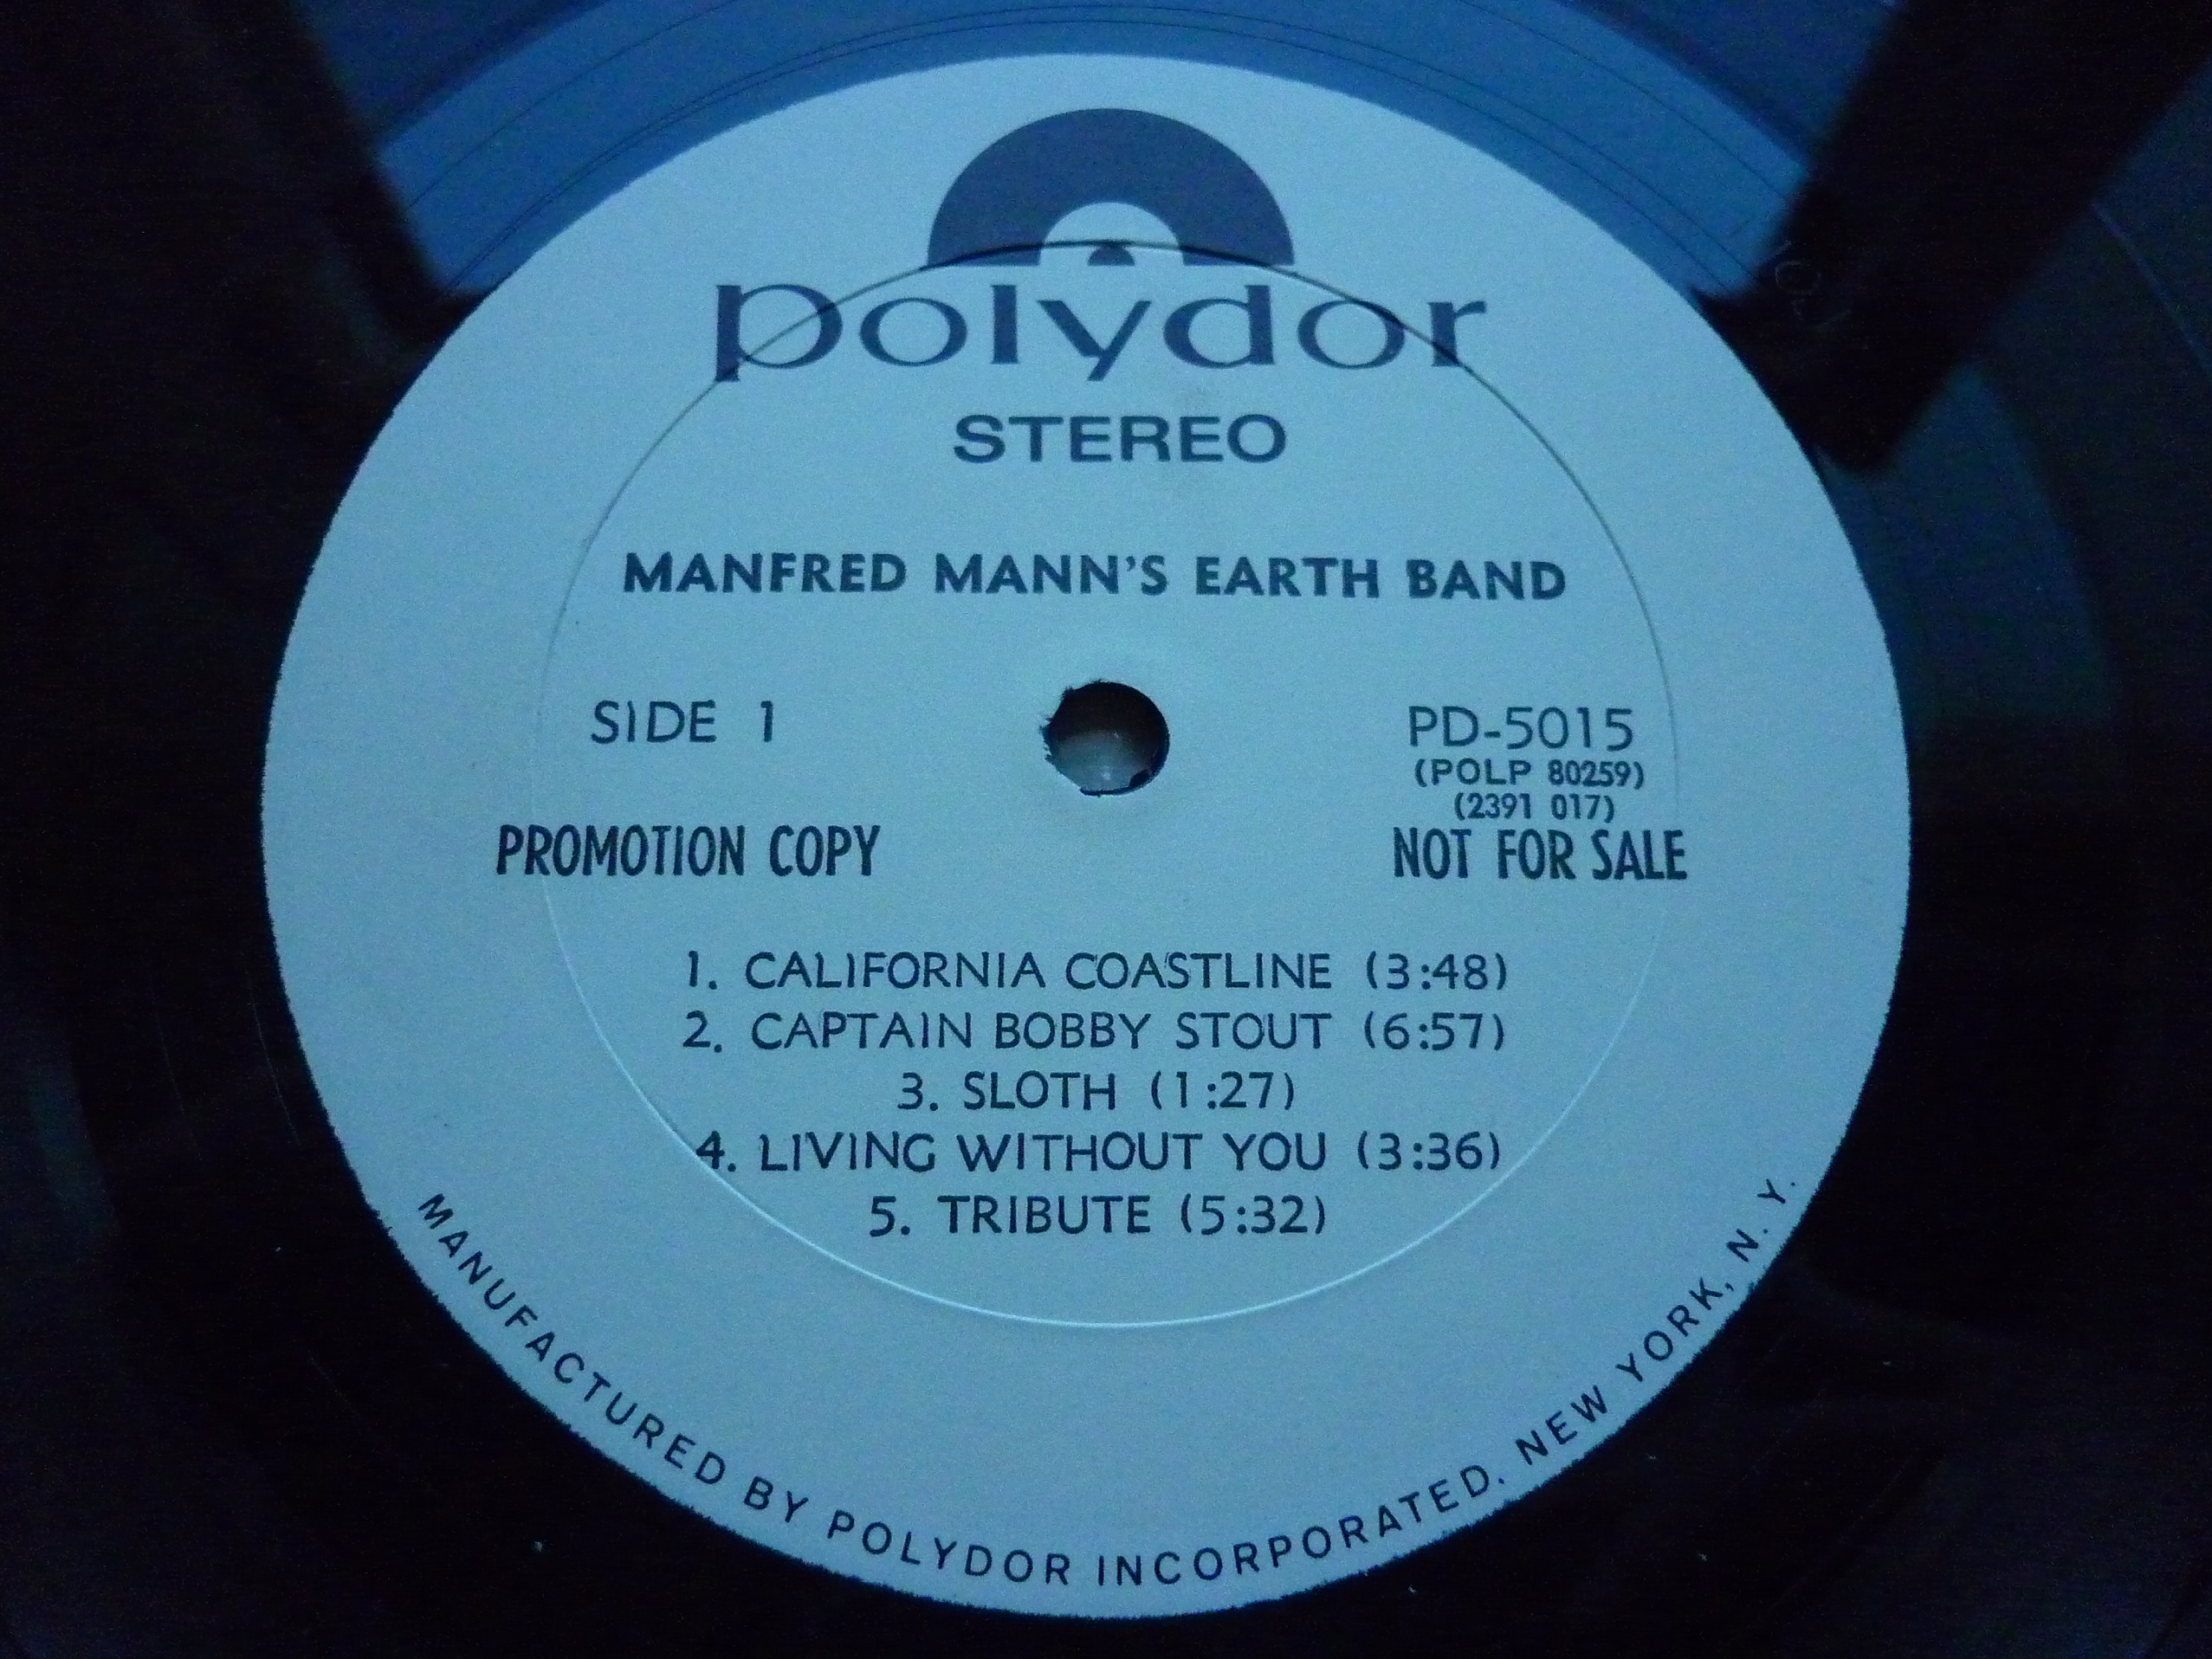 polydor
STEREO
MANFRED MANN'S EARTH BAND
SIDE 1
PD-5015
(POLP 80259)
(2391 017)
PROMOTION COPY
NOT FOR SALE
1. CALIFORNIA COASTLINE (3:48)
2. CAPTAIN BOBBY STOUT (6:57)
3. SLOTH (1:27)
4. LIVING WITHOUT YOU (3:36)
5. TRIBUTE (5:32)
MANUFACTURED BY POLYDOR INCORPORATED. NEW YORK, N. Y.